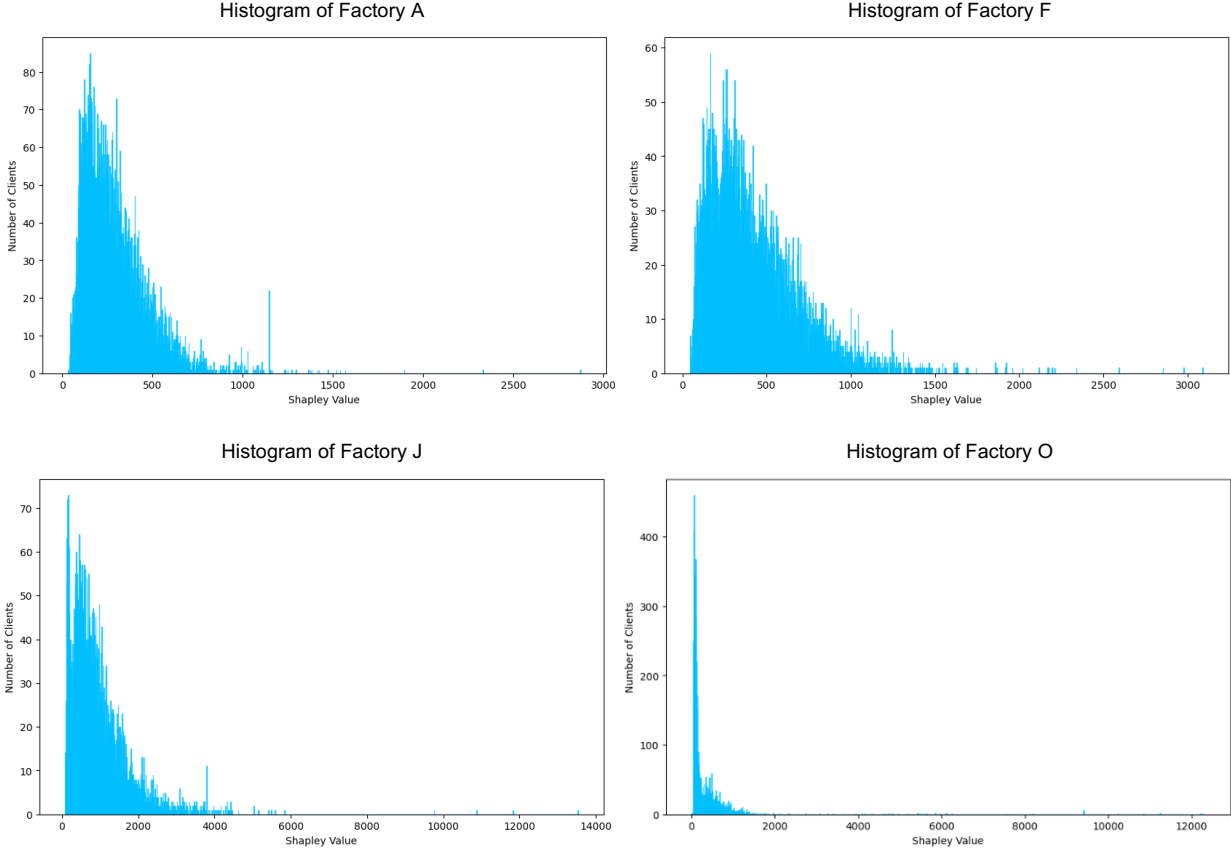 Histogram of Factory A
Number of Clients
80
70
60
50
40
30
20
10
0
0 500 1000 1500 2000 2500 3000
Shapley Value
Histogram of Factory F
Number of Clients
60
50
40
30
20
10
0
0 500 1000 1500 2000 2500 3000
Shapley Value
Histogram of Factory J
Number of Clients
70
60
50
40
30
20
10
0
0 2000 4000 6000 8000 10000 12000 14000
Shapley Value
Histogram of Factory O
Number of Clients
400
300
200
100
0
0 2000 4000 6000 8000 10000 12000
Shapley Value